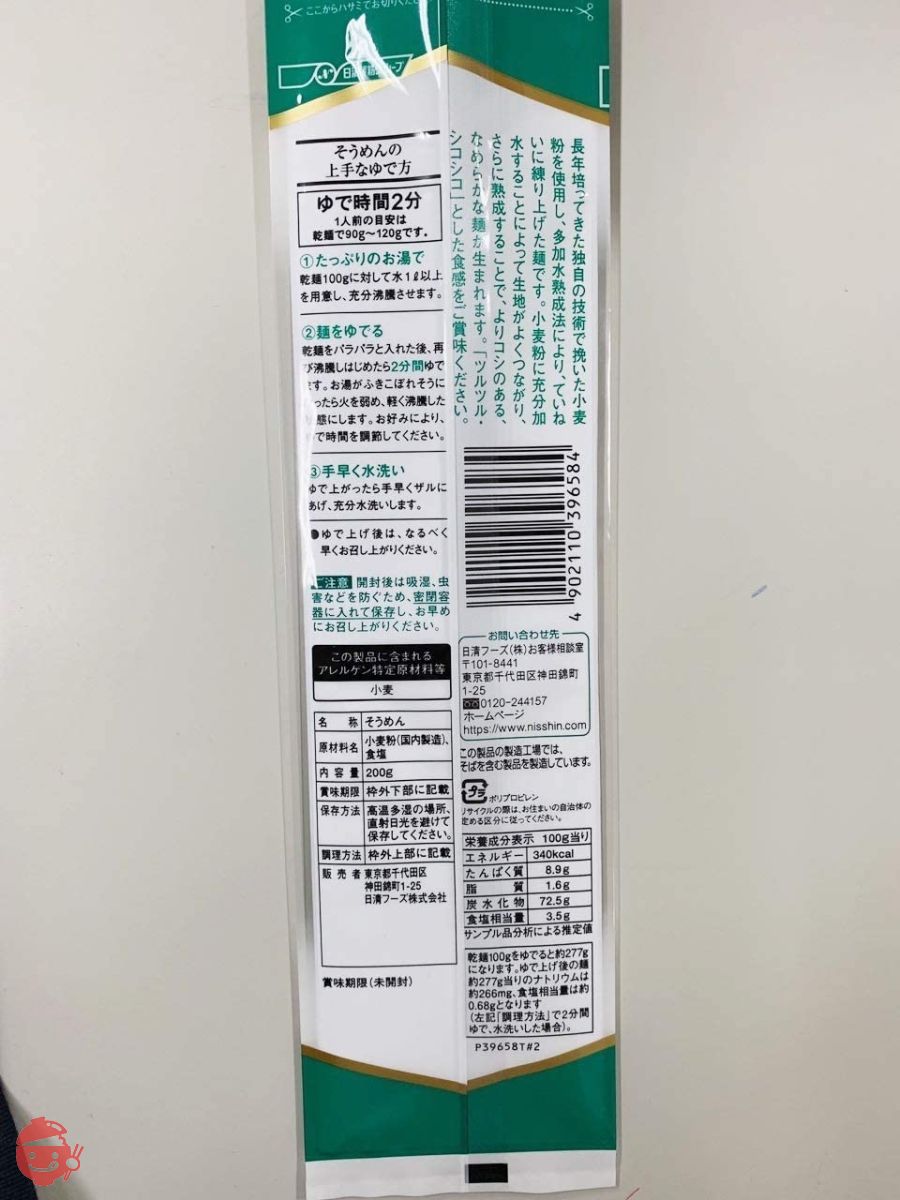 ここからハサミでお切りください
日清製粉グループ
そうめんの
上手なゆで方
ゆで時間2分
1人前の目安は
乾麺で90g〜120gです。
①たっぷりのお湯で
乾麺100gに対して水1ℓ以上
を用意し、充分沸騰させます。
②麺をゆでる
乾麺をパラパラと入れた後、再
び沸騰しはじめたら2分間ゆで
ます。お湯がふきこぼれそうに
ったら火を弱め、軽く沸騰した
態にします。お好みにより、
で時間を調節してください。
③手早く水洗い
ゆで上がったら手早くザルに
あげ、充分水洗いします。
●ゆで上げ後は、なるべく
早くお召し上がりください。
ご注意 開封後は吸湿、虫
害などを防ぐため、密閉容
器に入れて保存し、お早め
にお召し上がりください。
この製品に含まれる
アレルゲン特定原材料等
小麦
名称 そうめん
原材料名 小麦粉(国内製造)、
食塩
内容量 200g
賞味期限 枠外下部に記載
保存方法 高温多湿の場所、
直射日光を避けて
保存してください。
調理方法 枠外上部に記載
販売者 東京都千代田区
神田錦町1-25
日清フーズ株式会社
賞味期限(未開封)
長年培ってきた独自の技術で挽いた小麦
粉を使用し、多加水熟成法により、ていね
いに練り上げた麺です。小麦粉に充分加
水することによって生地がよくつながり、
さらに熟成することで、よりコシのある、
なめらかな麺が生まれます。「ツルツル・
シコシコ」とした食感をご賞味ください。
4 902110 396584
お問い合わせ先
日清フーズ(株)お客様相談室
〒101-8441
東京都千代田区神田錦町
1-25
0120-244157
ホームページ
https://www.nisshin.com
この製品の製造工場では、
そばを含む製品を製造しています。
プラ ポリプロピレン
リサイクルの際は、お住まいの自治体の
定める区分に従ってください。
栄養成分表示 100g当り
エネルギー 340kcal
たんぱく質 8.9g
脂質 1.6g
炭水化物 72.5g
食塩相当量 3.5g
サンプル品分析による推定値
乾麺100gをゆでると約277g
になります。ゆで上げ後の麺
約277g当りのナトリウムは
約266mg、食塩相当量は約
0.68gとなります
(左記「調理方法」で2分間
ゆで、水洗いした場合)。
P39658T#2